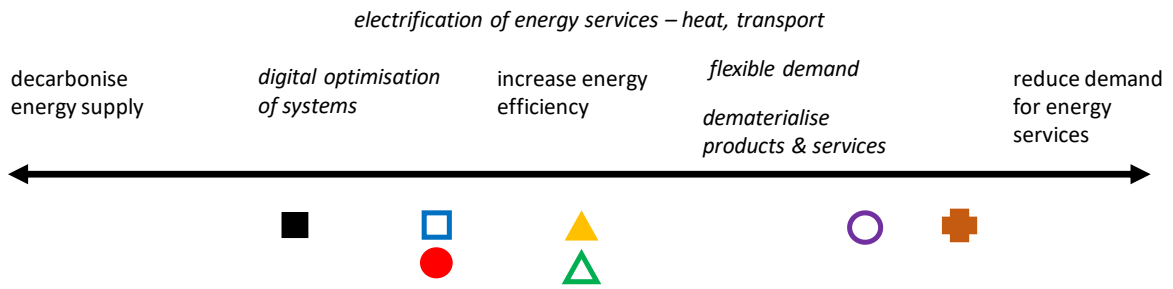 electrification of energy services – heat, transport
decarbonise
energy supply
digital optimisation
of systems
increase energy
efficiency
flexible demand
dematerialise
products & services
reduce demand
for energy
services